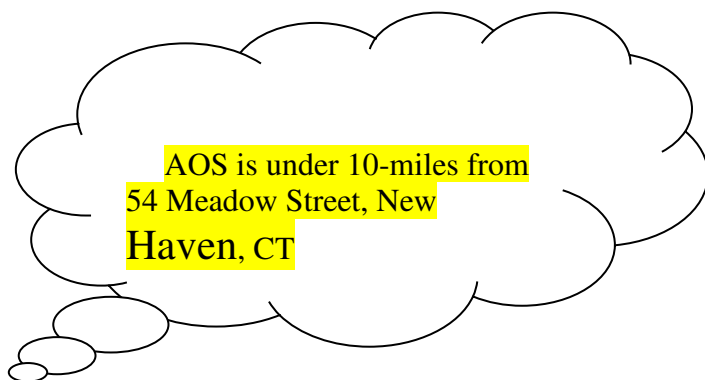 AOS is under 10-miles from
54 Meadow Street, New
Haven, CT